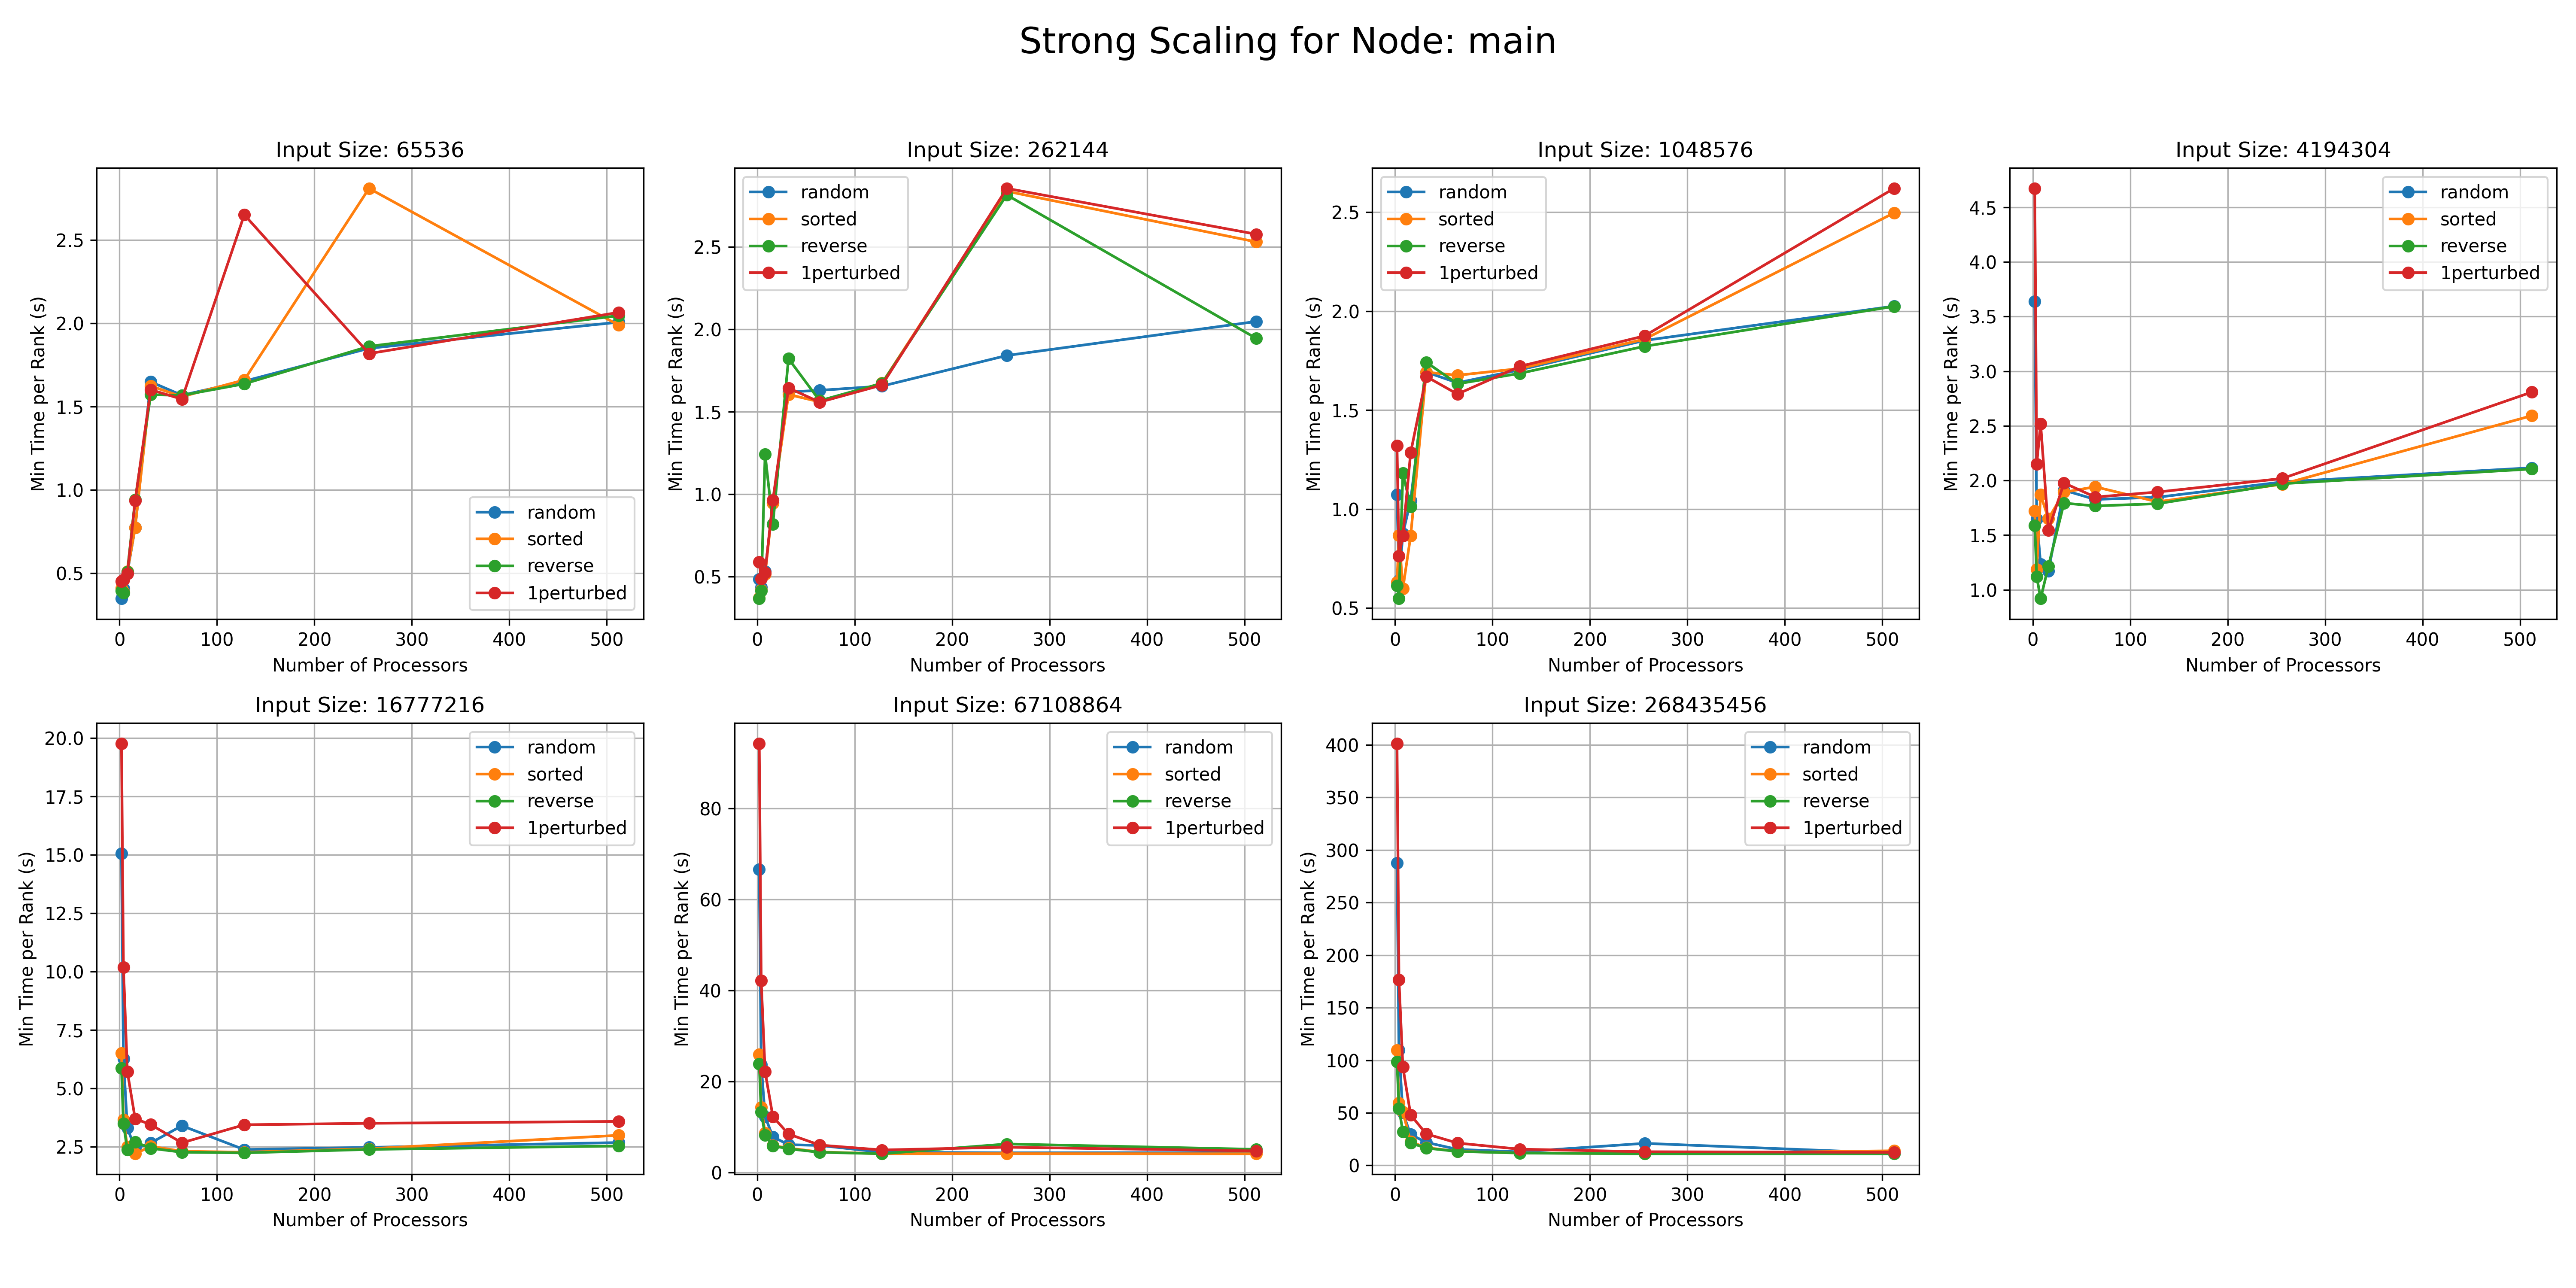 Strong Scaling for Node: main
Input Size: 65536
Min Time per Rank (s)
2.5
2.0
1.5
1.0
0.5
random
sorted
reverse
1perturbed
0 100 200 300 400 500
Number of Processors
Input Size: 262144
Min Time per Rank (s)
2.5
2.0
1.5
1.0
0.5
random
sorted
reverse
1perturbed
0 100 200 300 400 500
Number of Processors
Input Size: 1048576
Min Time per Rank (s)
2.5
2.0
1.5
1.0
0.5
random
sorted
reverse
1perturbed
0 100 200 300 400 500
Number of Processors
Input Size: 4194304
Min Time per Rank (s)
4.5
4.0
3.5
3.0
2.5
2.0
1.5
1.0
random
sorted
reverse
1perturbed
0 100 200 300 400 500
Number of Processors
Input Size: 16777216
Min Time per Rank (s)
20.0
17.5
15.0
12.5
10.0
7.5
5.0
2.5
random
sorted
reverse
1perturbed
0 100 200 300 400 500
Number of Processors
Input Size: 67108864
Min Time per Rank (s)
80
60
40
20
0
random
sorted
reverse
1perturbed
0 100 200 300 400 500
Number of Processors
Input Size: 268435456
Min Time per Rank (s)
400
350
300
250
200
150
100
50
0
random
sorted
reverse
1perturbed
0 100 200 300 400 500
Number of Processors